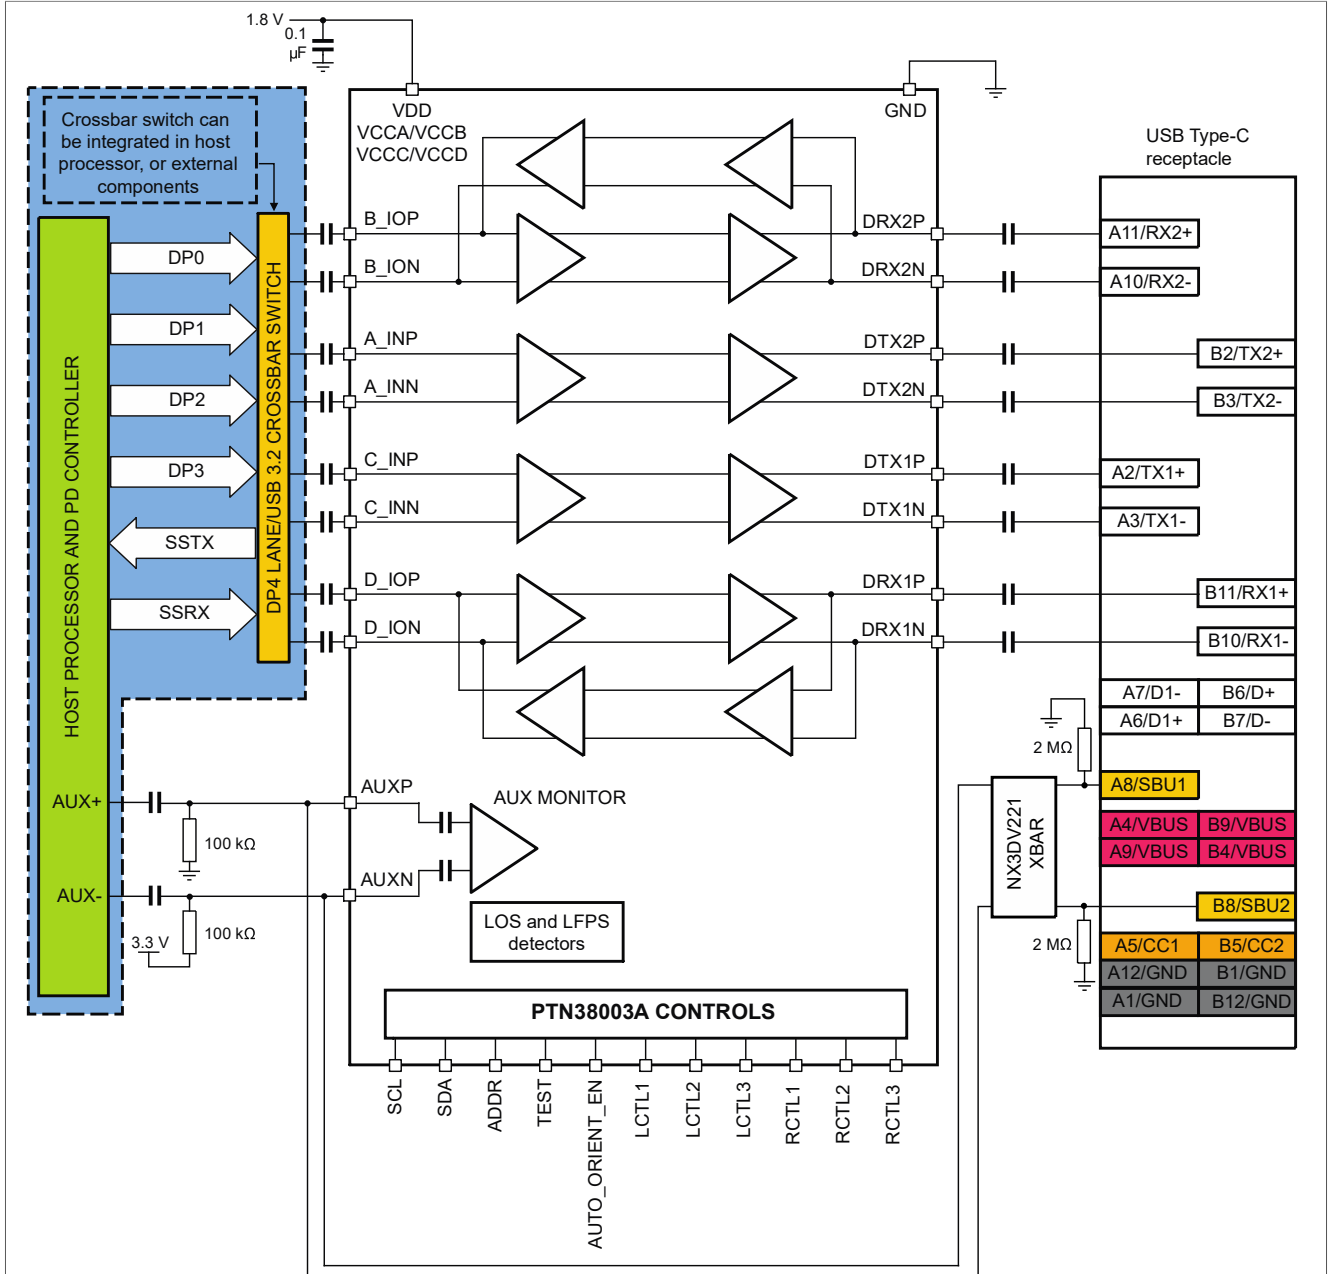 1.8 V
0.1
µF
Crossbar switch can
be integrated in host
processor, or external
components
VDD
VCCA/VCCB
VCCC/VCCD
GND
USB Type-C
receptacle
HOST PROCESSOR AND PD CONTROLLER
DP4 LANE/USB 3.2 CROSSBAR SWITCH
DP0
DP1
DP2
DP3
SSTX
SSRX
AUX+
AUX-
B_IOP
B_ION
A_INP
A_INN
C_INP
C_INN
D_IOP
D_ION
DRX2P
DRX2N
DTX2P
DTX2N
DTX1P
DTX1N
DRX1P
DRX1N
A11/RX2+
A10/RX2-
B2/TX2+
B3/TX2-
A2/TX1+
A3/TX1-
B11/RX1+
B10/RX1-
A7/D1- B6/D+
A6/D1+ B7/D-
2 MΩ
A8/SBU1
A4/VBUS B9/VBUS
A9/VBUS B4/VBUS
NX3DV221
XBAR
B8/SBU2
2 MΩ
A5/CC1 B5/CC2
A12/GND B1/GND
A1/GND B12/GND
100 kΩ
100 kΩ
3.3 V
AUXP
AUXN
AUX MONITOR
LOS and LFPS
detectors
PTN38003A CONTROLS
SCL
SDA
ADDR
TEST
AUTO_ORIENT_EN
LCTL1
LCTL2
LCTL3
RCTL1
RCTL2
RCTL3